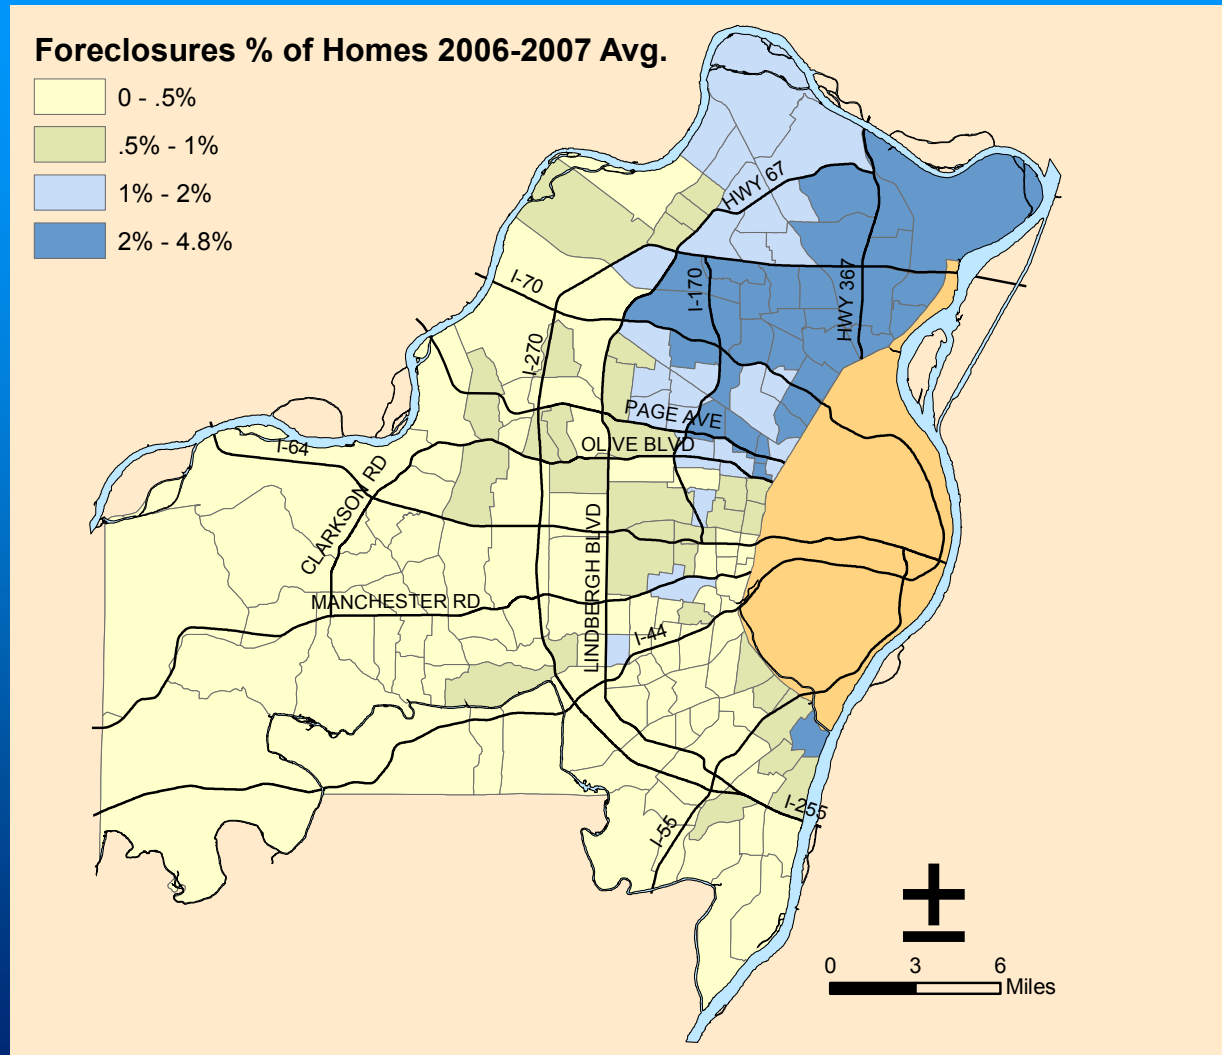 Foreclosures % of Homes 2006-2007 Avg.
0 - .5%
.5% - 1%
1% - 2%
2% - 4.8%
HWY 67
I-70
I-170
HWY 367
I-270
PAGE AVE
OLIVE BLVD
I-64
CLARKSON RD
LINDBERGH BLVD
MANCHESTER RD
I-44
I-255
I-55
0 3 6
Miles